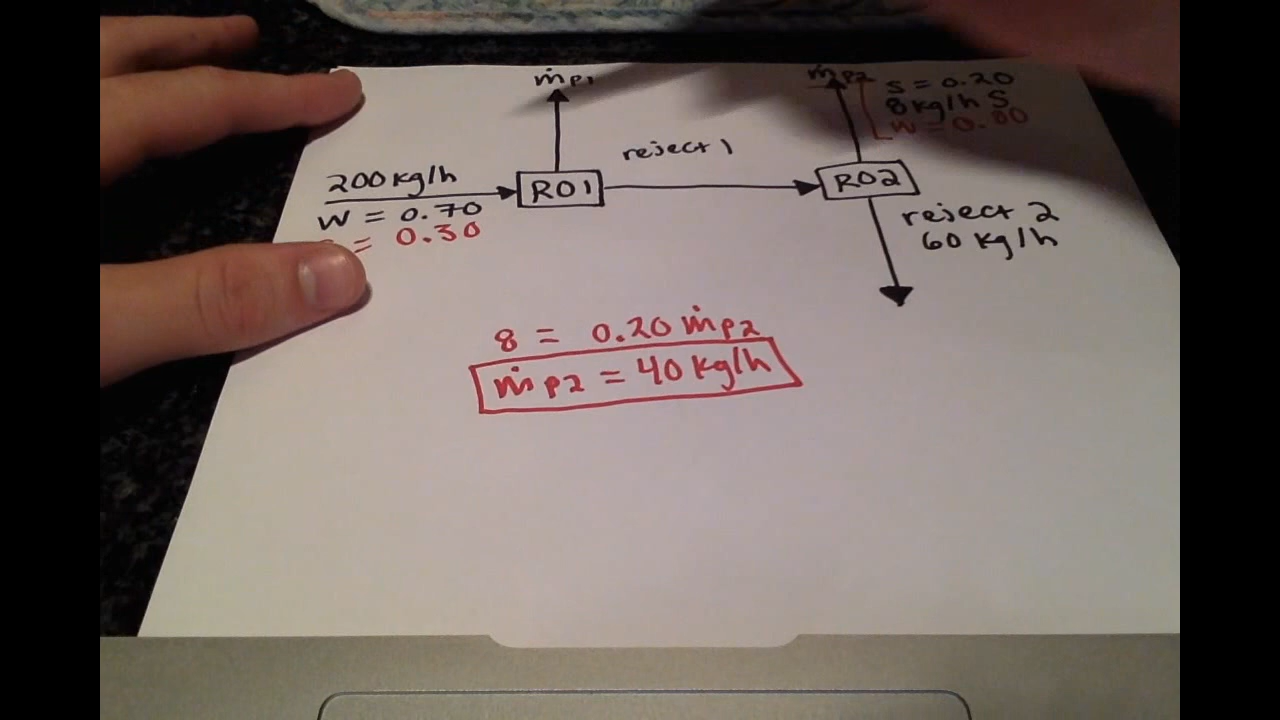 ṁp1
ṁp2
S = 0.20
8 kg/h S
W = 0.80
200 kg/h
W = 0.70
= 0.30
RO1
reject 1
RO2
reject 2
60 kg/h
8 = 0.20 ṁp2
ṁp2 = 40 kg/h